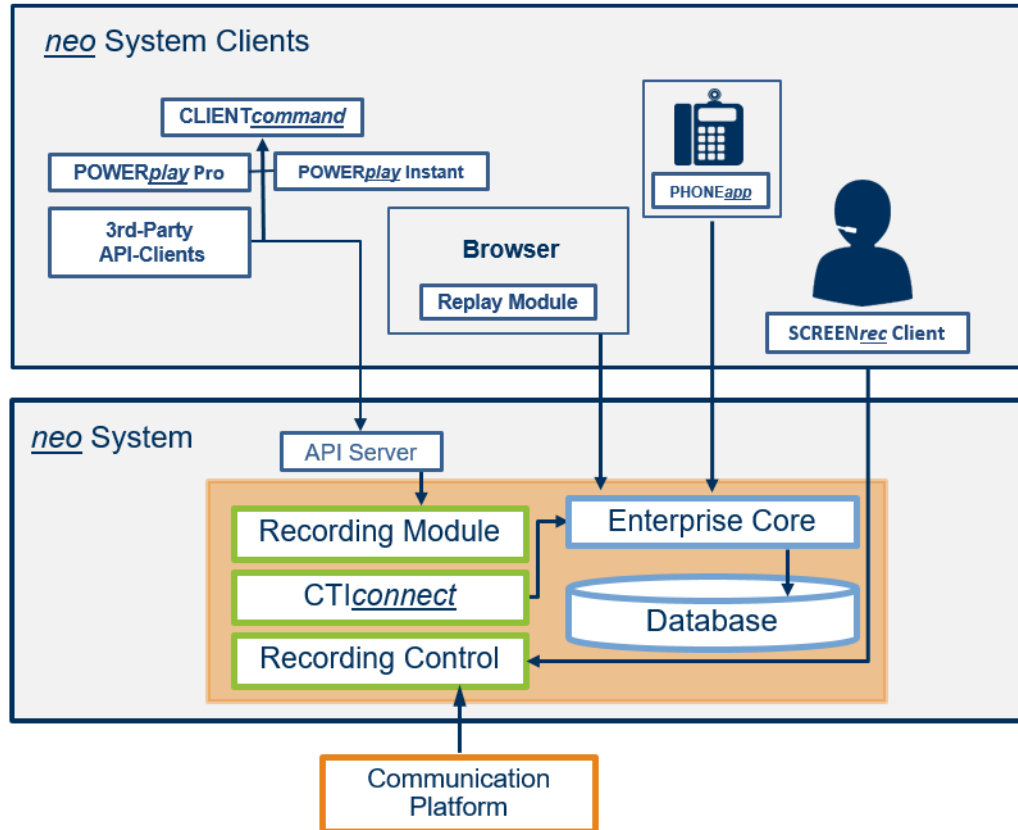 neo System Clients
CLIENTcommand
POWERplay Pro
POWERplay Instant
3rd-Party
API-Clients
Browser
Replay Module
PHONEapp
SCREENrec Client
neo System
API Server
Recording Module
Enterprise Core
CTIconnect
Database
Recording Control
Communication
Platform